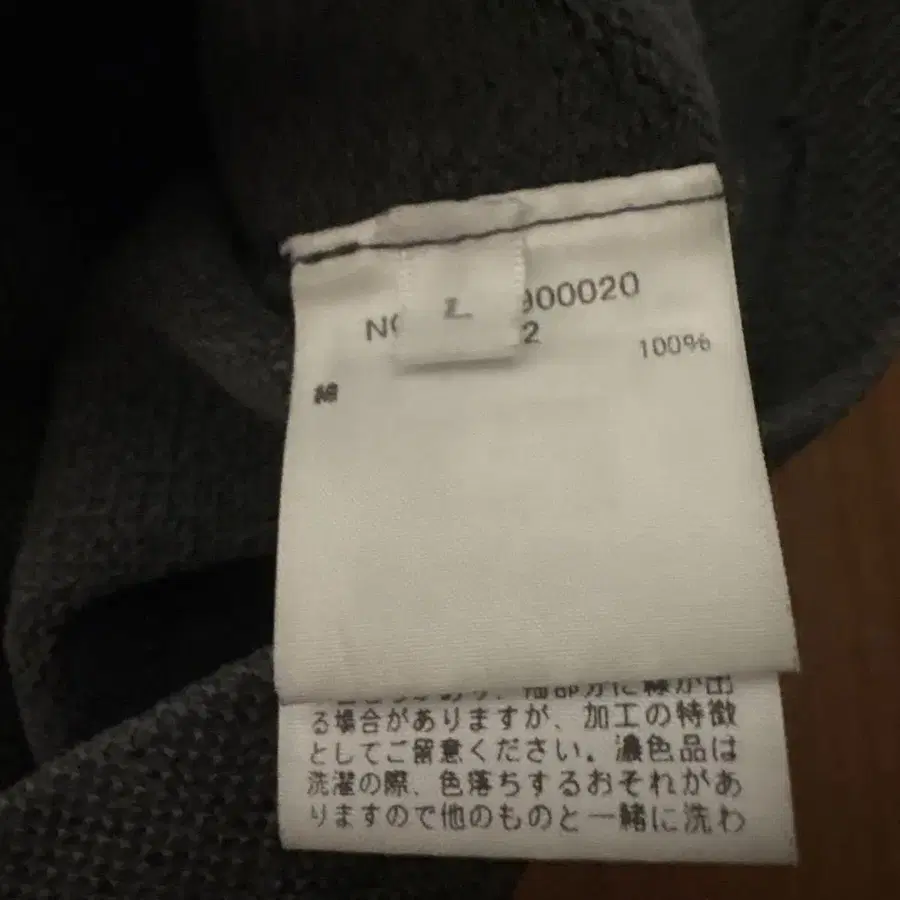 L
900020
2
綿 100%
る場合がありますが、加工の特徴
としてご留意ください。濃色品は
洗濯の際、色落ちするおそれがあ
りますので他のものと一緒に洗わ